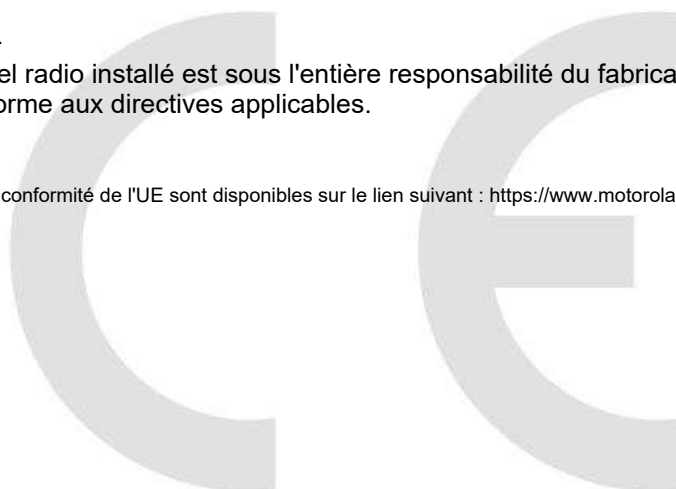 el radio installé est sous l'entière responsabilité du fabrica
orme aux directives applicables.
conformité de l'UE sont disponibles sur le lien suivant : https://www.motorola